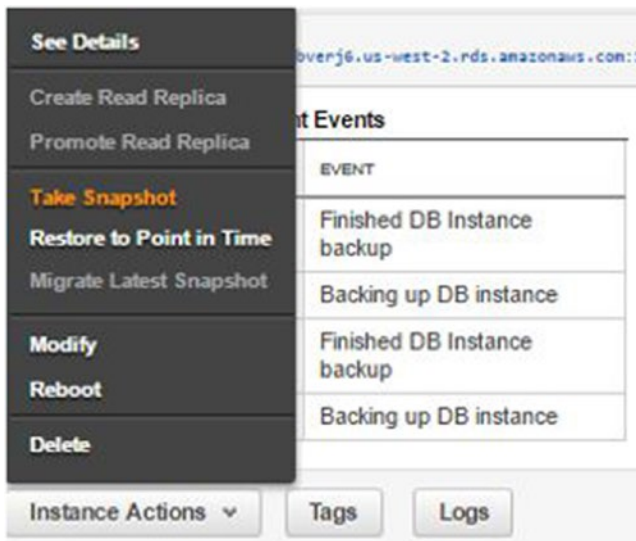 See Details
verj6.us-west-2.rds.amazonaws.com:
Create Read Replica
Promote Read Replica
Events
EVENT
Take Snapshot
Restore to Point in Time
Migrate Latest Snapshot
Finished DB Instance
backup
Backing up DB instance
Modify
Reboot
Finished DB Instance
backup
Backing up DB instance
Delete
Instance Actions
Tags
Logs